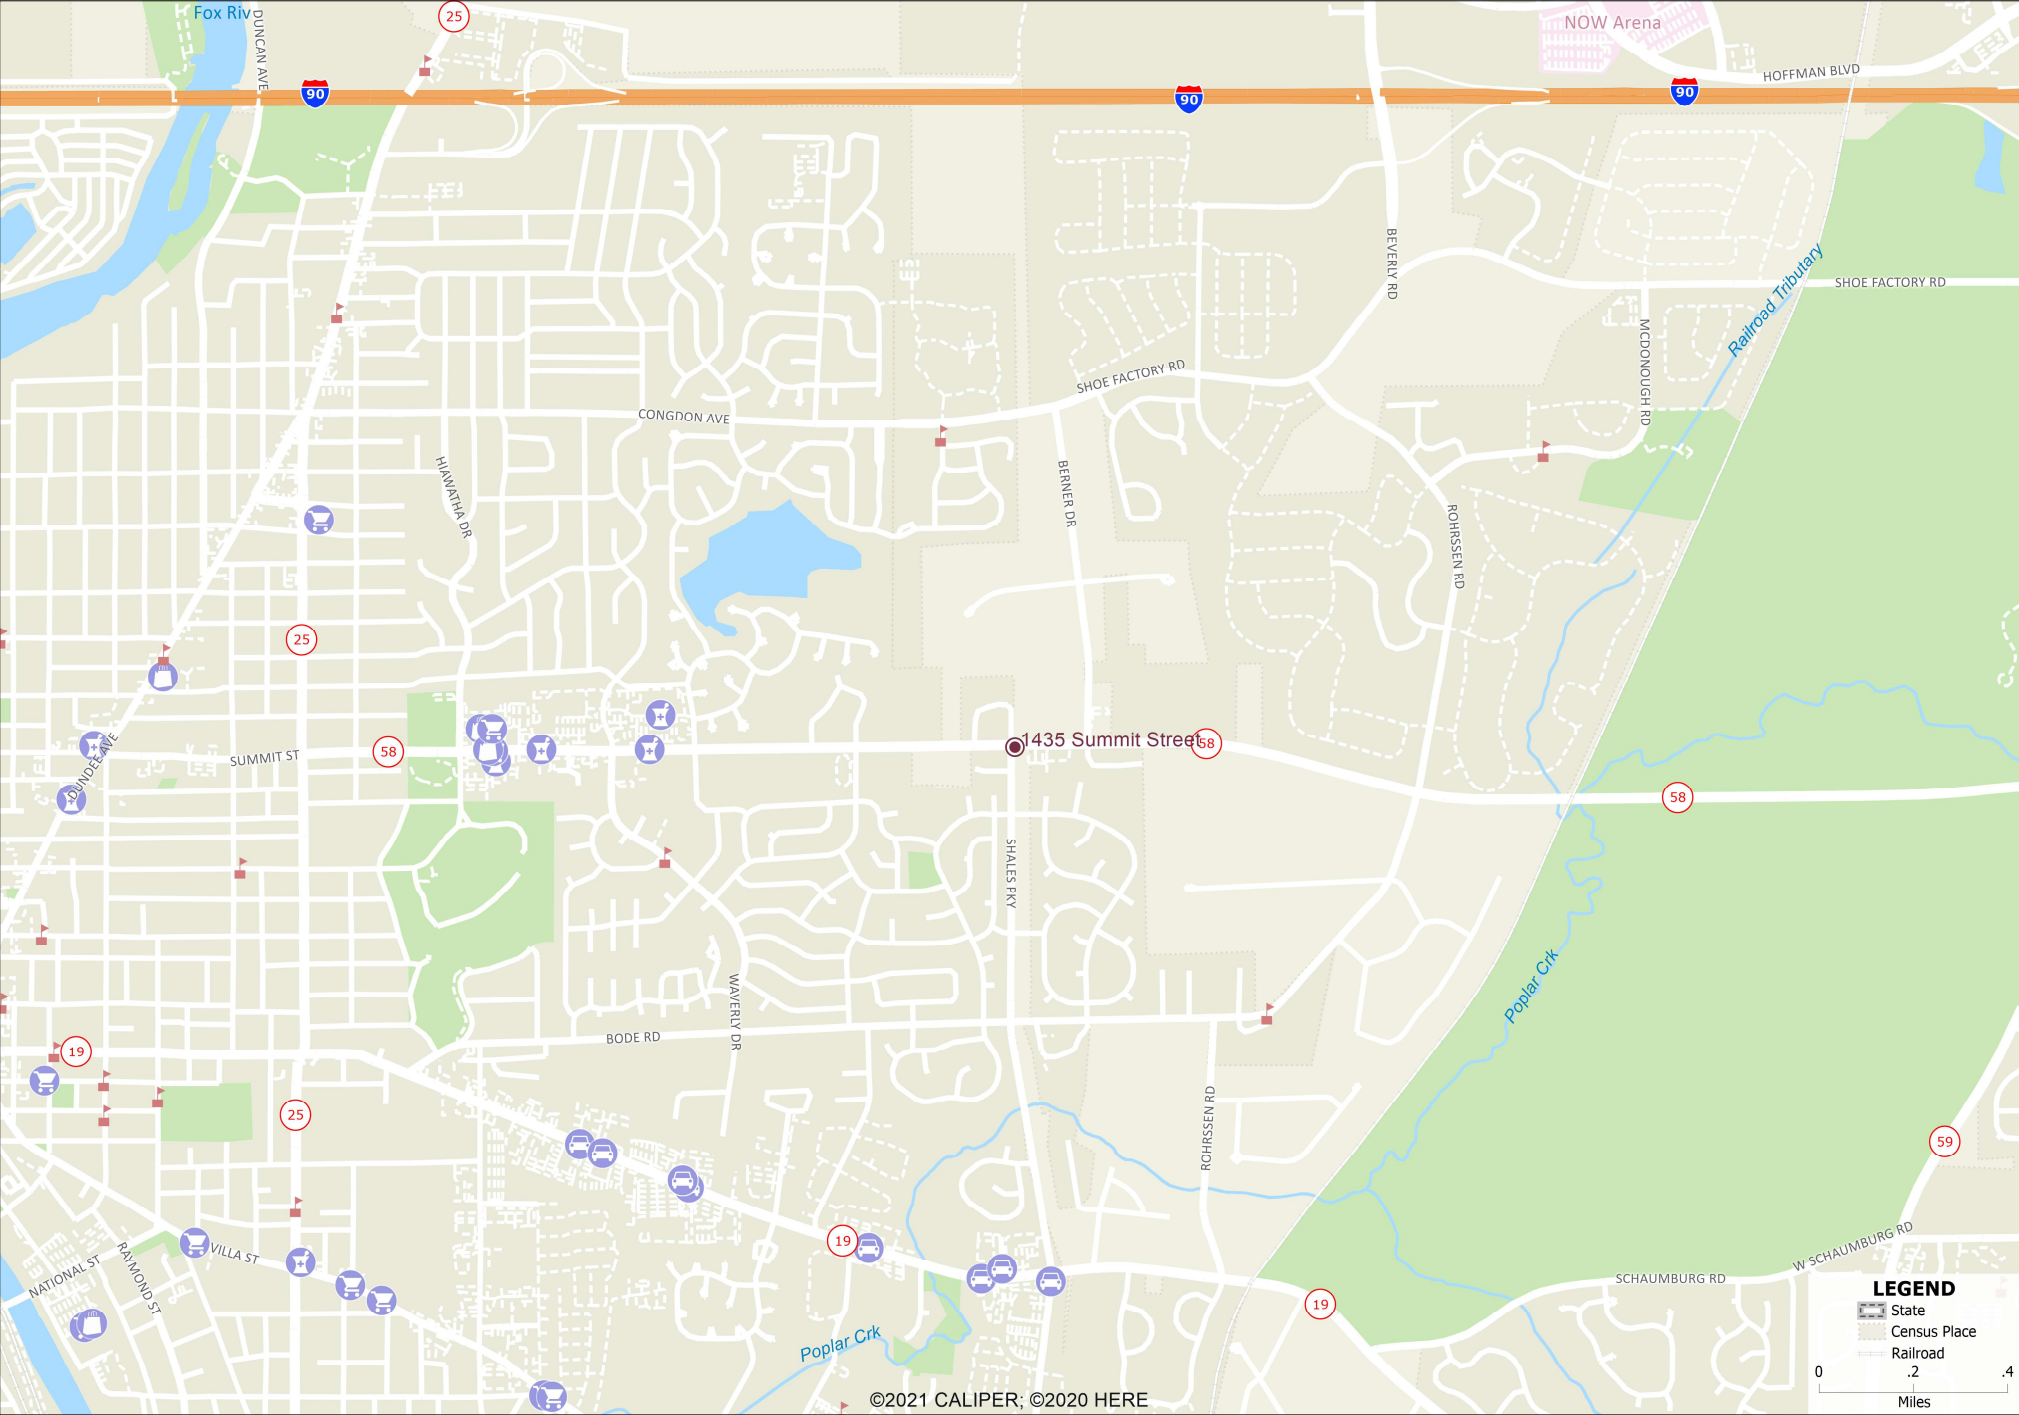 Fox Riv
DUNCAN AVE
25
NOW Arena
HOFFMAN BLVD
90
90
90
BEVERLY RD
SHOE FACTORY RD
Railroad Tributary
MCDONOUGH RD
SHOE FACTORY RD
CONGDON AVE
HIAWATHA DR
BERNER DR
ROHRSSEN RD
25
1435 Summit Street
58
58
SUMMIT ST
DUNDEE AVE
58
SHALES PKY
WAVERLY DR
Poplar Crk
BODE RD
19
25
ROHRSSEN RD
59
19
VILLA ST
NATIONAL ST
RAYMOND ST
W SCHAUMBURG RD
SCHAUMBURG RD
19
Poplar Crk
LEGEND
State
Census Place
Railroad
0 .2 .4
Miles
©2021 CALIPER; ©2020 HERE